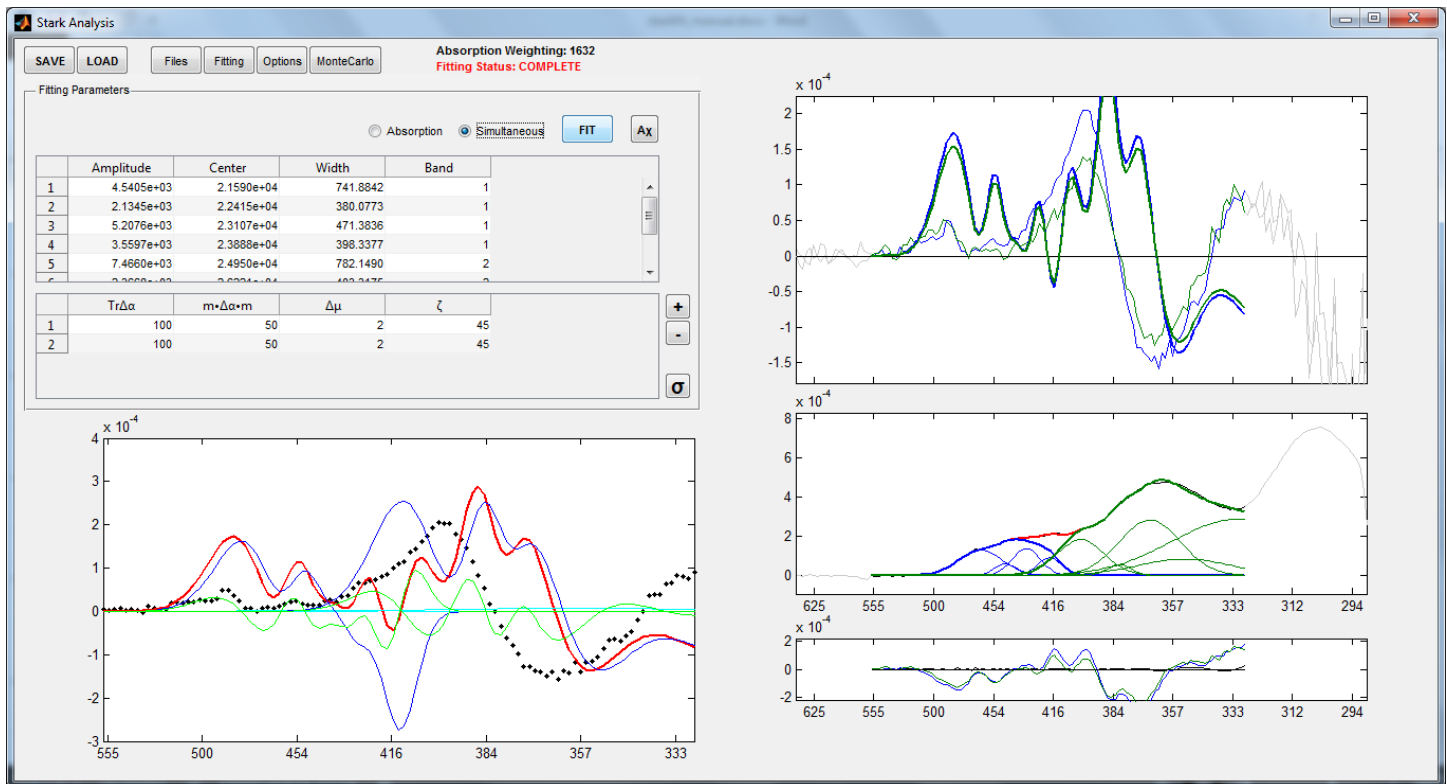 Stark Analysis
SAVE LOAD Files Fitting Options MonteCarlo
Absorption Weighting: 1632
Fitting Status: COMPLETE
Fitting Parameters
Absorption Simultaneous FIT Ax
Amplitude Center Width Band
1 4.5405e+03 2.1590e+04 741.8842 1
2 2.1345e+03 2.2415e+04 380.0773 1
3 5.2076e+03 2.3107e+04 471.3836 1
4 3.5597e+03 2.3888e+04 398.3377 1
5 7.4660e+03 2.4950e+04 782.1490 2
TrΔα m•Δα•m Δμ ζ
1 100 50 2 45
2 100 50 2 45
+
-
σ
x 10^-4
4
3
2
1
0
-1
-2
-3
555 500 454 416 384 357 333
x 10^-4
2
1.5
1
0.5
0
-0.5
-1
-1.5
x 10^-4
8
6
4
2
0
625 555 500 454 416 384 357 333 312 294
x 10^-4
2
0
-2
625 555 500 454 416 384 357 333 312 294